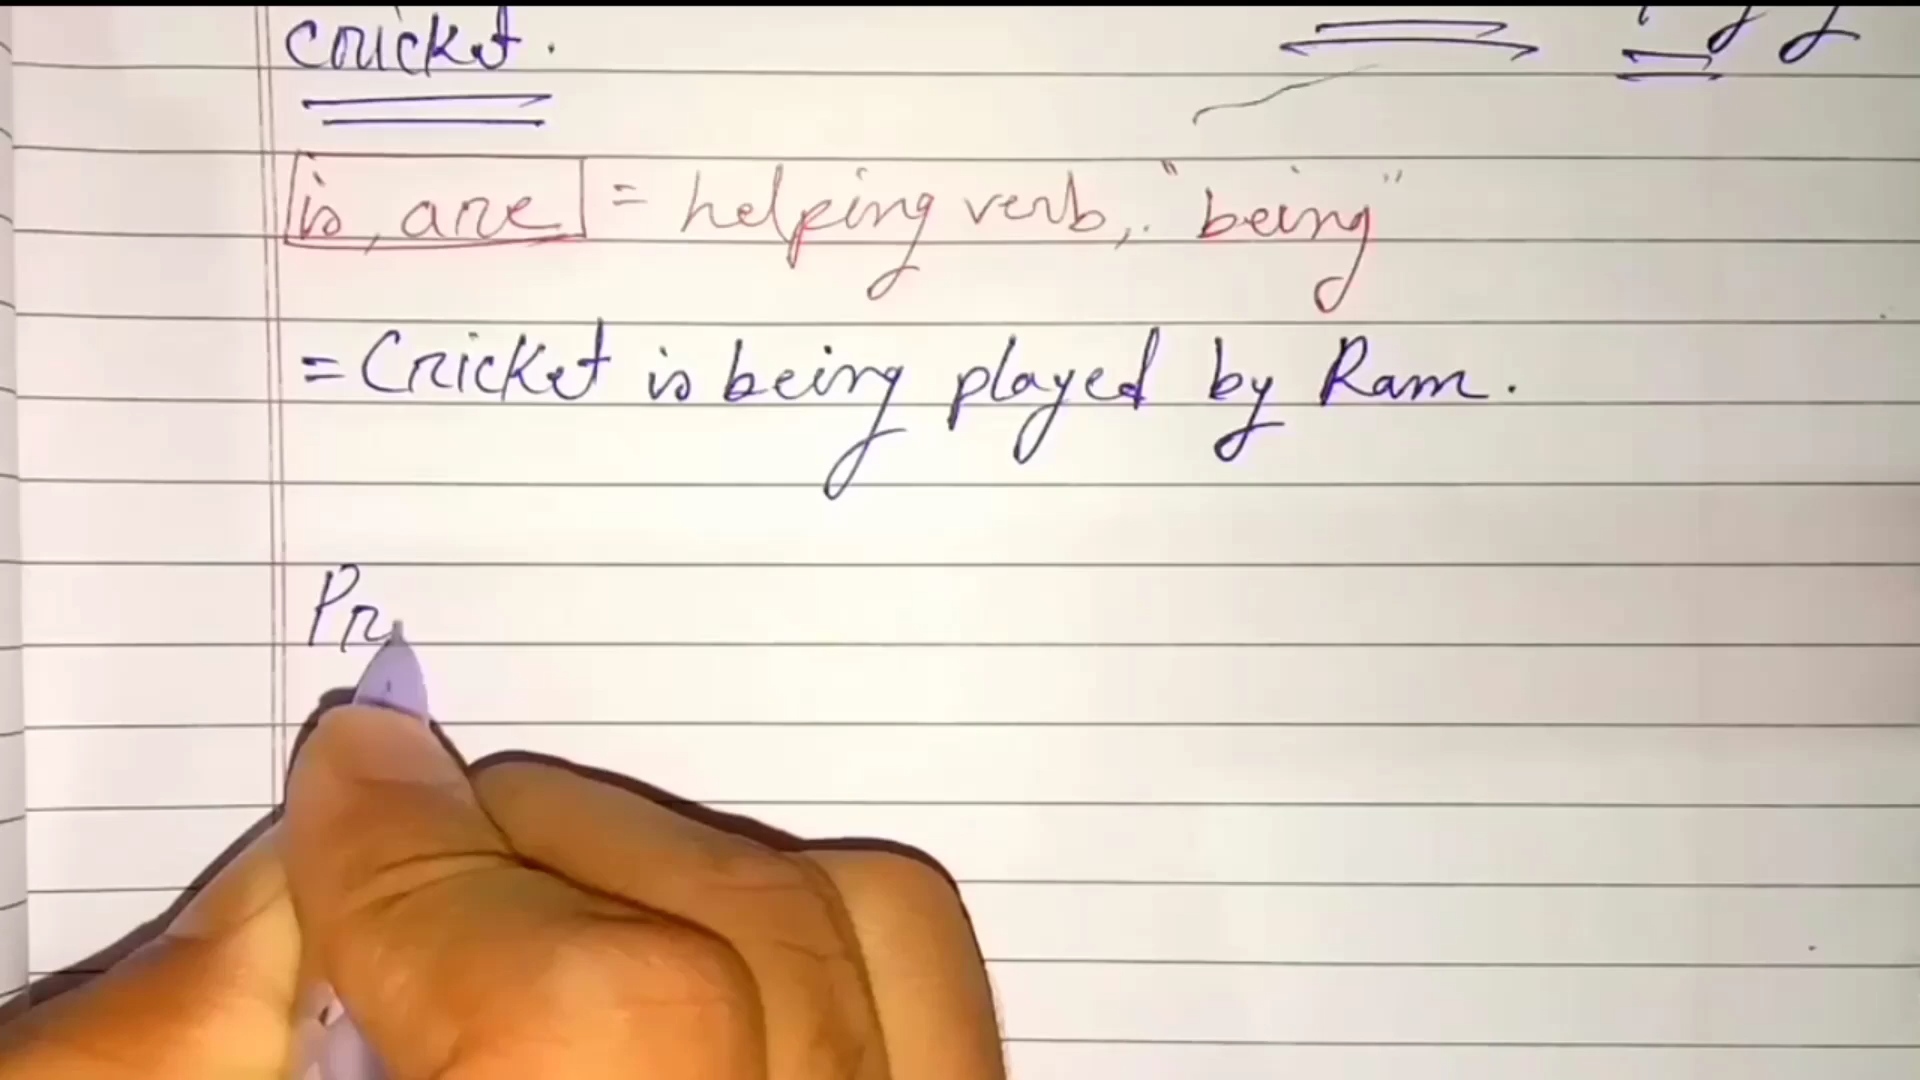 cricket.
is, are = helping verb, "being"
= Cricket is being played by Ram.
Pr